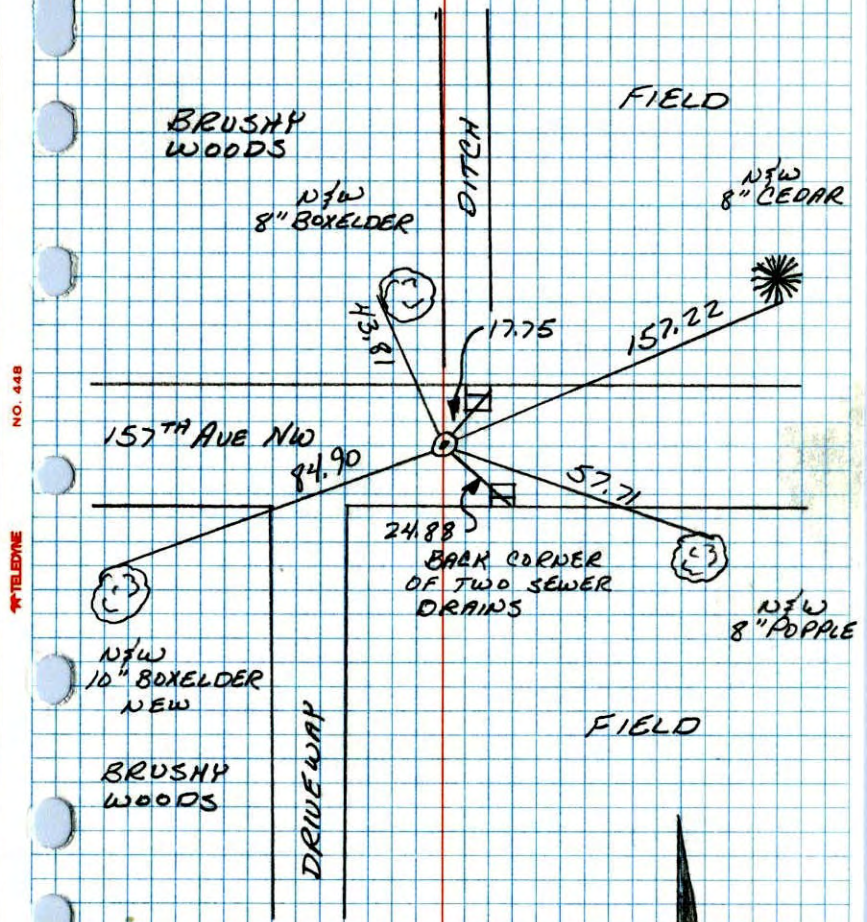 BRUSHY
WOODS
FIELD
DITCH
N&W
8" BOXELDER
N&W
8" CEDAR
43.81
17.75
157.22
NO. 448
157TH AVE NW
84.90
57.71
24.88
BACK CORNER
OF TWO SEWER
DRAINS
TELEDYNE
N&W
8" POPPLE
N&W
10" BOXELDER
NEW
FIELD
BRUSHY
WOODS
DRIVEWAY